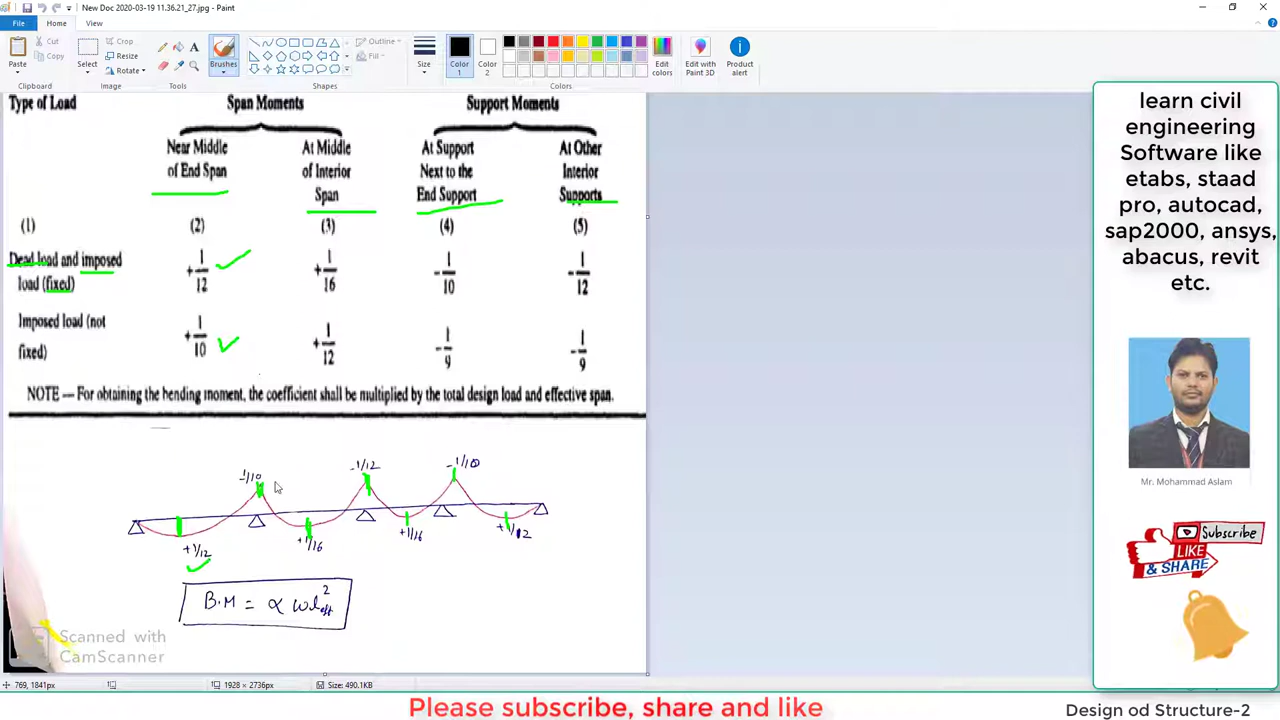 New Doc 2020-03-19 11.36.21_27.jpg - Paint
File Home View
Paste Cut Copy Select Crop Resize Rotate Brushes Outline Fill Size Color 1 Color 2 Edit colors Edit with Paint 3D Product alert
Clipboard Image Tools Shapes Colors
Type of Load Span Moments Support Moments
Near Middle of End Span
At Middle of Interior Span
At Support Next to the End Support
At Other Interior Supports
(1) (2) (3) (4) (5)
Dead load and imposed load (fixed) +1/12 +1/16 -1/10 -1/12
Imposed load (not fixed) +1/10 +1/12 -1/9 -1/9
NOTE — For obtaining the bending moment, the coefficient shall be multiplied by the total design load and effective span.
-1/10 -1/12 -1/10
+1/12 +1/16 +1/16 +1/12
B.M = α wl²eff
Scanned with
CamScanner
769, 1841px 1928 × 2736px Size: 490.1KB
learn civil
engineering
Software like
etabs, staad
pro, autocad,
sap2000, ansys,
abacus, revit
etc.
Mr. Mohammad Aslam
Subscribe
LIKE
& SHARE
Please subscribe, share and like
Design od Structure-2